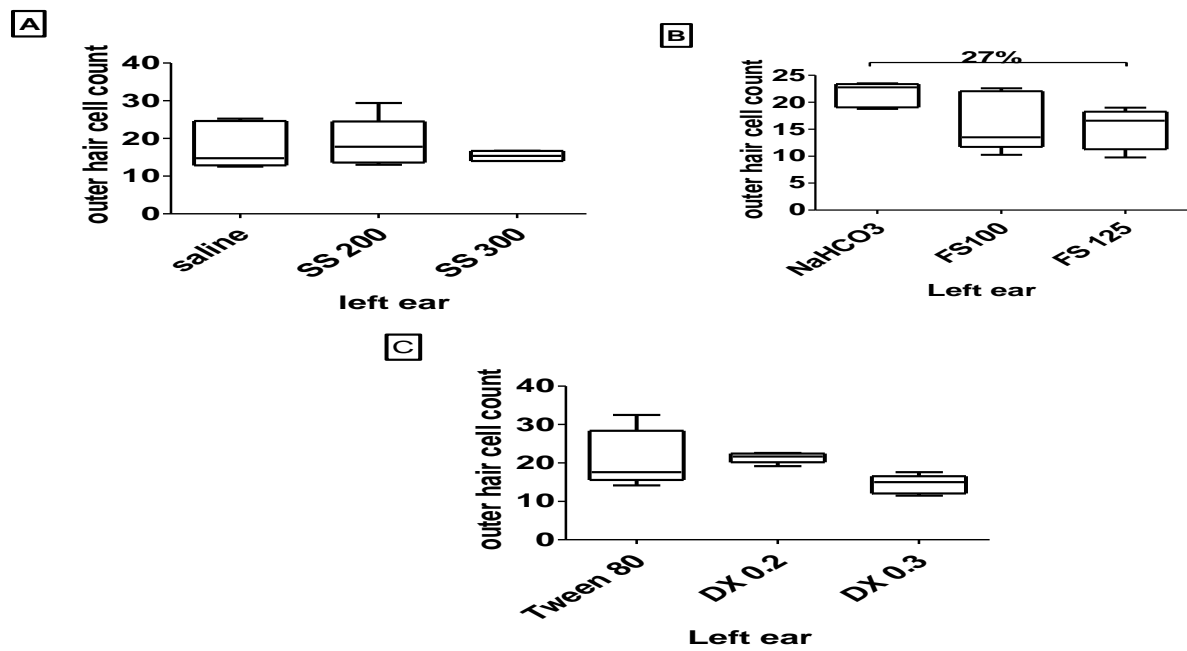 A
outer hair cell count
40
30
20
10
0
saline
SS 200
SS 300
left ear
B
27%
outer hair cell count
25
20
15
10
5
0
NaHCO3
FS100
FS 125
Left ear
C
outer hair cell count
40
30
20
10
0
Tween 80
DX 0.2
DX 0.3
Left ear